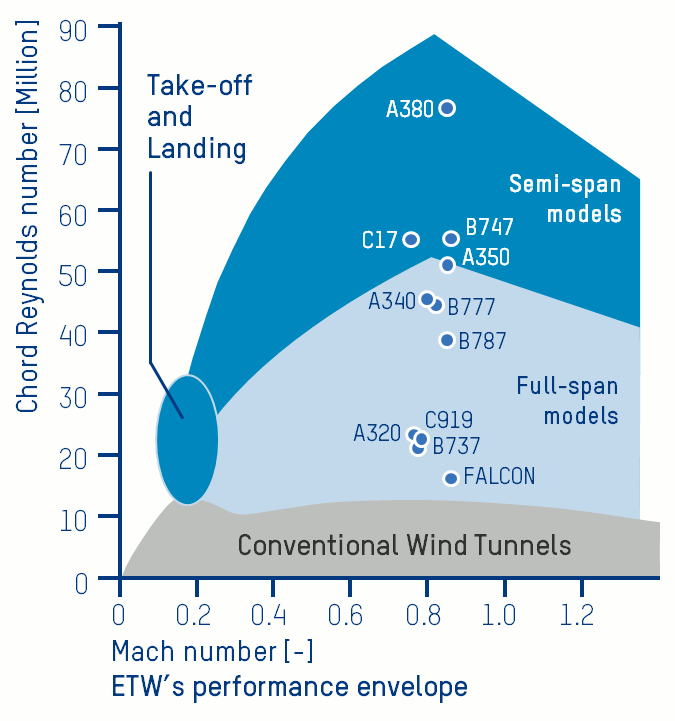 Chord Reynolds number [Million]
90
80
70
60
50
40
30
20
10
0
Take-off
and
Landing
A380
Semi-span
models
C17
B747
A350
A340
B777
B787
Full-span
models
A320
C919
B737
FALCON
Conventional Wind Tunnels
0
0.2
0.4
0.6
0.8
1.0
1.2
Mach number [-]
ETW´s performance envelope